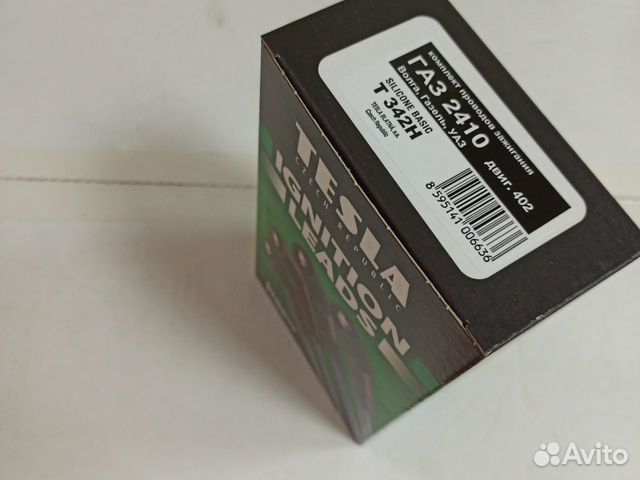 комплект проводов зажигания
ГАЗ 2410
Волга, Газель, УАЗ
двиг. 402
SILICONE BASIC
T 342H
TESLA BLATNÁ, a.s.
Czech Republic
8 595141 006636
TESLA
CZECH REPUBLIC
IGNITION
LEADS
Avito